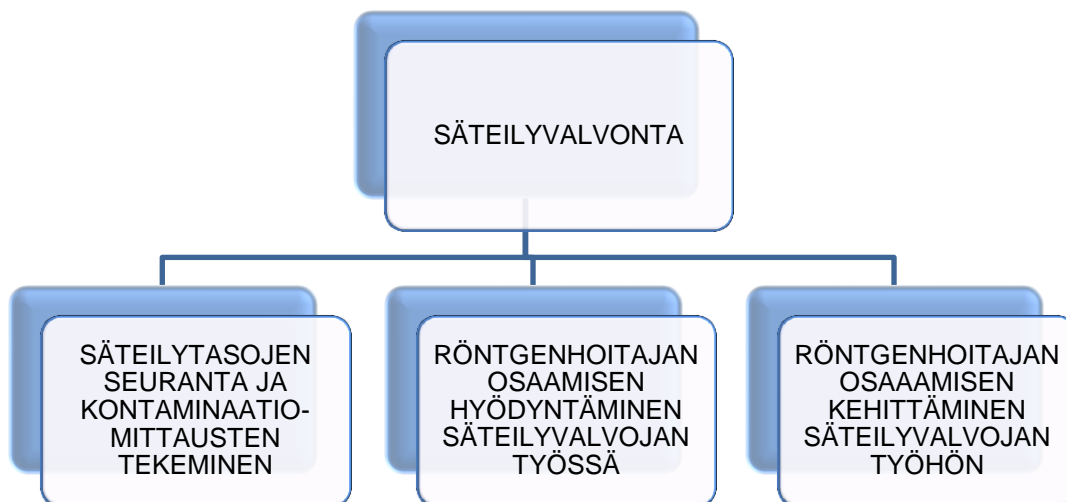 SÄTEILYVALVONTA
SÄTEILYTASOJEN
SEURANTA JA
KONTAMINAATIO-
MITTAUSTEN
TEKEMINEN
RÖNTGENHOITAJAN
OSAAMISEN
HYÖDYNTÄMINEN
SÄTEILYVALVOJAN
TYÖSSÄ
RÖNTGENHOITAJAN
OSAAAMISEN
KEHITTÄMINEN
SÄTEILYVALVOJAN
TYÖHÖN